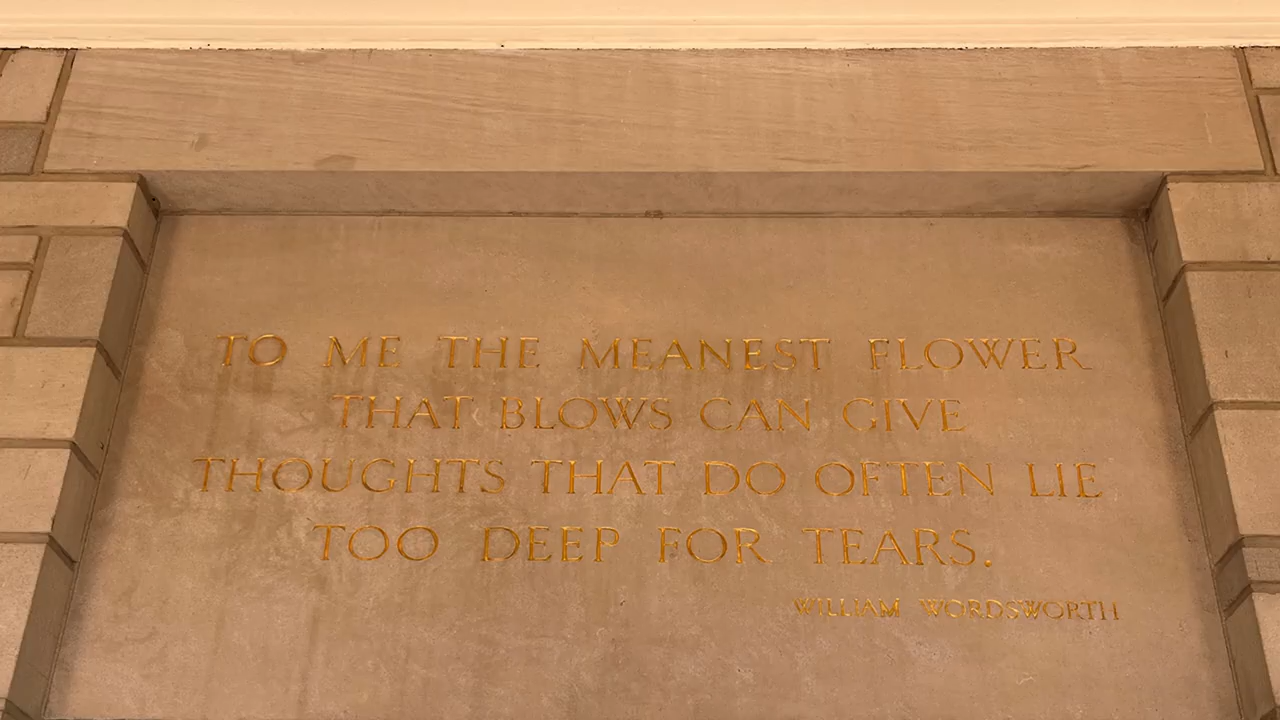 TO ME THE MEANEST FLOWER
THAT BLOWS CAN GIVE
THOUGHTS THAT DO OFTEN LIE
TOO DEEP FOR TEARS.
WILLIAM WORDSWORTH